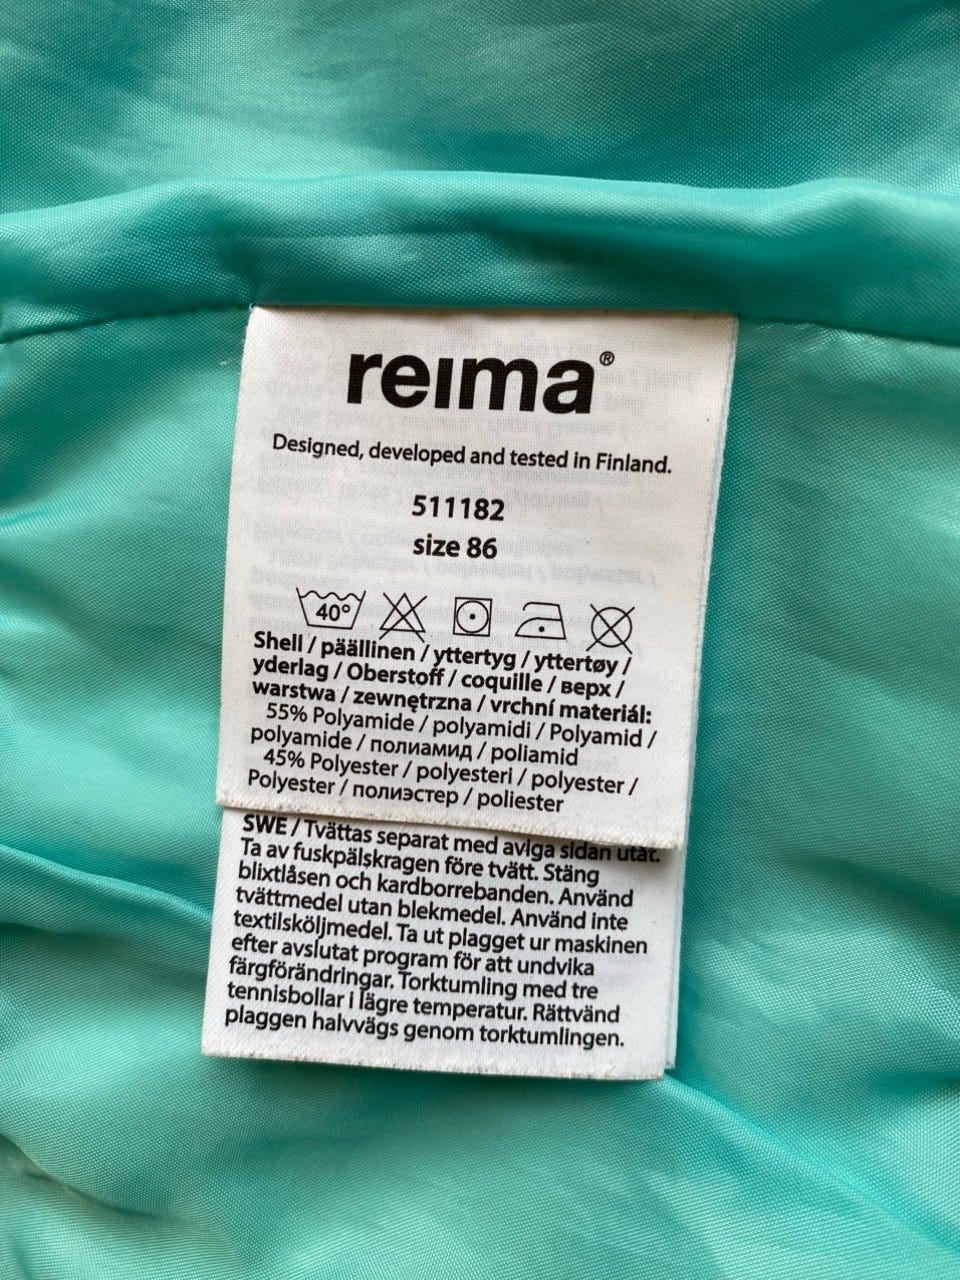 reima®
Designed, developed and tested in Finland.
511182
size 86
40°
Shell / päällinen / yttertyg / yttertøy /
yderlag / Oberstoff / coquille / верх /
warstwa / zewnętrzna / vrchní materiál:
55% Polyamide / polyamidi / Polyamid /
polyamide / полиамид / poliamid
45% Polyester / polyesteri / polyester /
Polyester / полиэстер / poliester
SWE / Tvättas separat med aviga sidan utåt.
Ta av fuskpälskragen före tvätt. Stäng
blixtlåsen och kardborrebanden. Använd
tvättmedel utan blekmedel. Använd inte
textilsköljmedel. Ta ut plagget ur maskinen
efter avslutat program för att undvika
färgförändringar. Torktumling med tre
tennisbollar i lägre temperatur. Rättvänd
plaggen halvvägs genom torktumlingen.